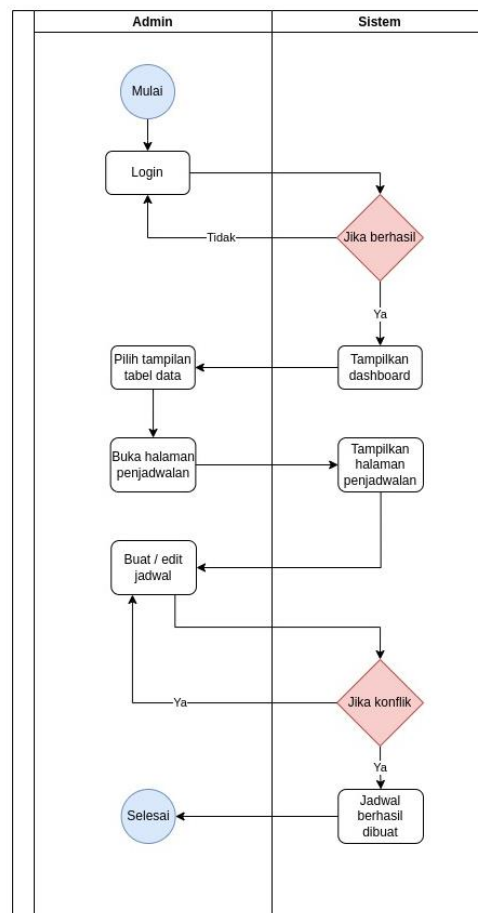 Admin
Sistem
Mulai
Login
Jika berhasil
Tidak
Ya
Pilih tampilan
tabel data
Tampilkan
dashboard
Buka halaman
penjadwalan
Tampilkan
halaman
penjadwalan
Buat / edit
jadwal
Jika konflik
Ya
Ya
Selesai
Jadwal
berhasil
dibuat